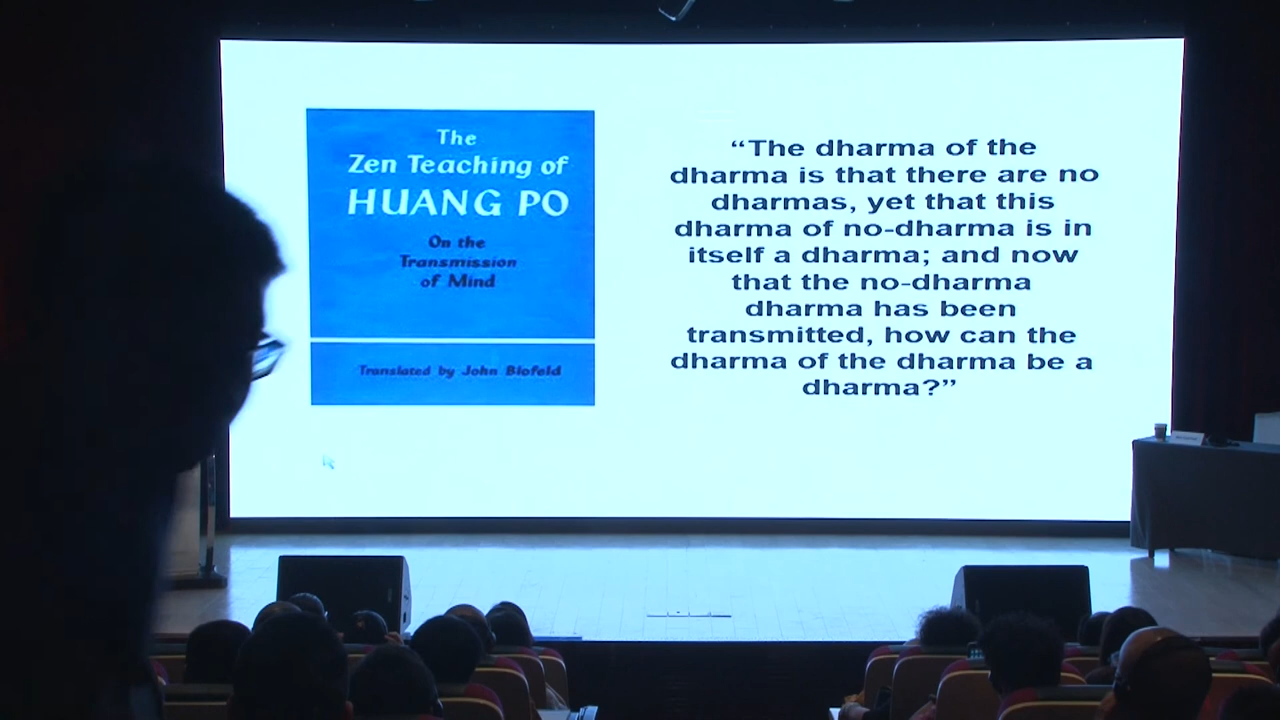 The
Zen Teaching of
HUANG PO
On the
Transmission
of Mind
Translated by John Blofeld
“The dharma of the
dharma is that there are no
dharmas, yet that this
dharma of no-dharma is in
itself a dharma; and now
that the no-dharma
dharma has been
transmitted, how can the
dharma of the dharma be a
dharma?”